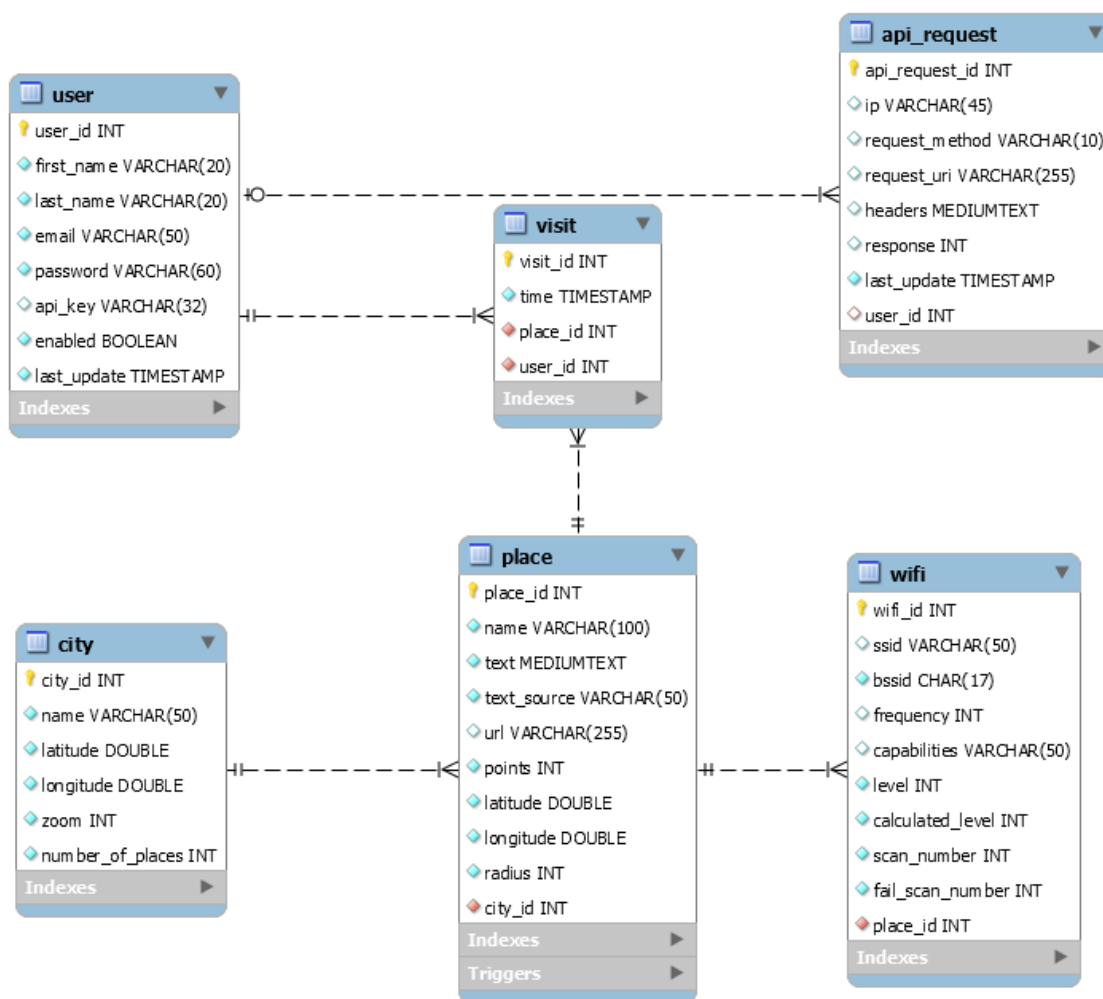 user
user_id INT
first_name VARCHAR(20)
last_name VARCHAR(20)
email VARCHAR(50)
password VARCHAR(60)
api_key VARCHAR(32)
enabled BOOLEAN
last_update TIMESTAMP
Indexes
api_request
api_request_id INT
ip VARCHAR(45)
request_method VARCHAR(10)
request_uri VARCHAR(255)
headers MEDIUMTEXT
response INT
last_update TIMESTAMP
user_id INT
Indexes
visit
visit_id INT
time TIMESTAMP
place_id INT
user_id INT
Indexes
city
city_id INT
name VARCHAR(50)
latitude DOUBLE
longitude DOUBLE
zoom INT
number_of_places INT
Indexes
place
place_id INT
name VARCHAR(100)
text MEDIUMTEXT
text_source VARCHAR(50)
url VARCHAR(255)
points INT
latitude DOUBLE
longitude DOUBLE
radius INT
city_id INT
Indexes
Triggers
wifi
wifi_id INT
ssid VARCHAR(50)
bssid CHAR(17)
frequency INT
capabilities VARCHAR(50)
level INT
calculated_level INT
scan_number INT
fail_scan_number INT
place_id INT
Indexes